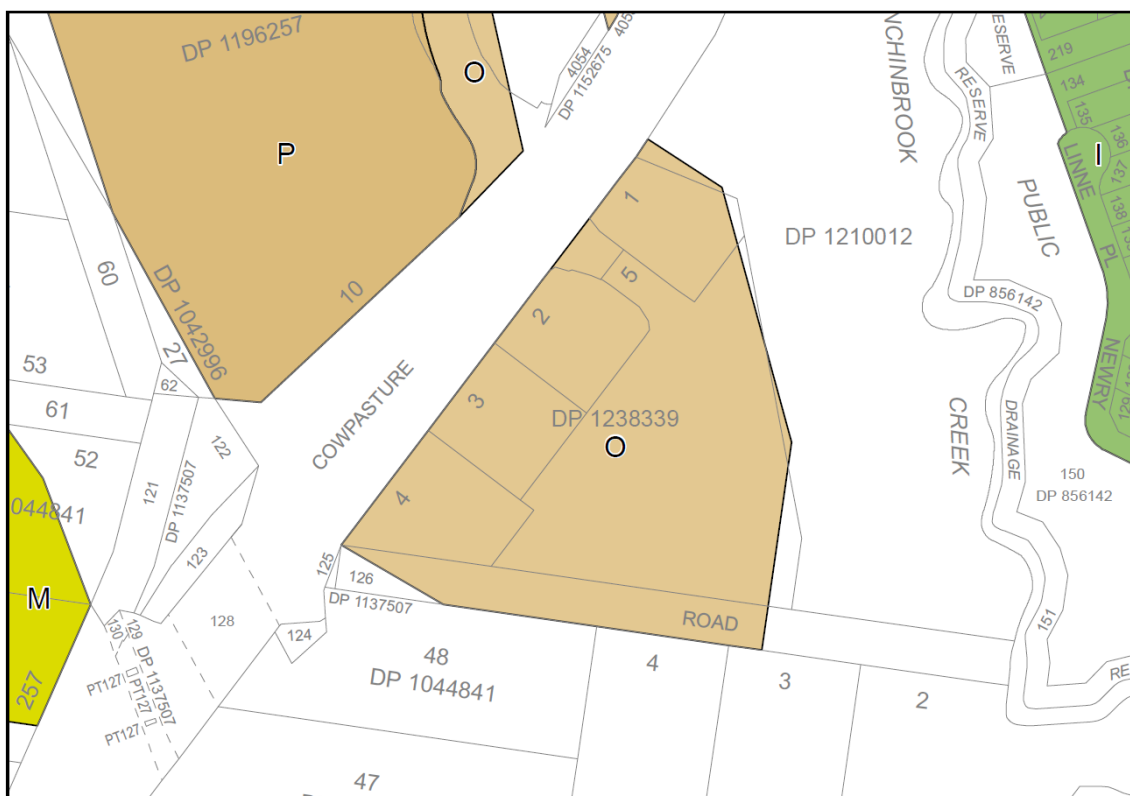 DP 1196257
O
4054
DP 1152675
4054
NCHINBROOK
RESERVE
ESERVE
219
134
135
136
137
138
I
LINNE
PL
NEWRY
129
P
PUBLIC
1
DP 1210012
60
DP 1042996
10
5
DP 856142
27
2
53
62
COWPASTURE
61
3
DP 1238339
O
CREEK
DRAINAGE
52
122
121
DP 1137507
150
DP 856142
044841
4
123
125
126
M
DP 1137507
ROAD
151
130
129
128
124
48
DP 1044841
4
3
2
RE
DP 1137507
PT127
PT127
PT127
257
47